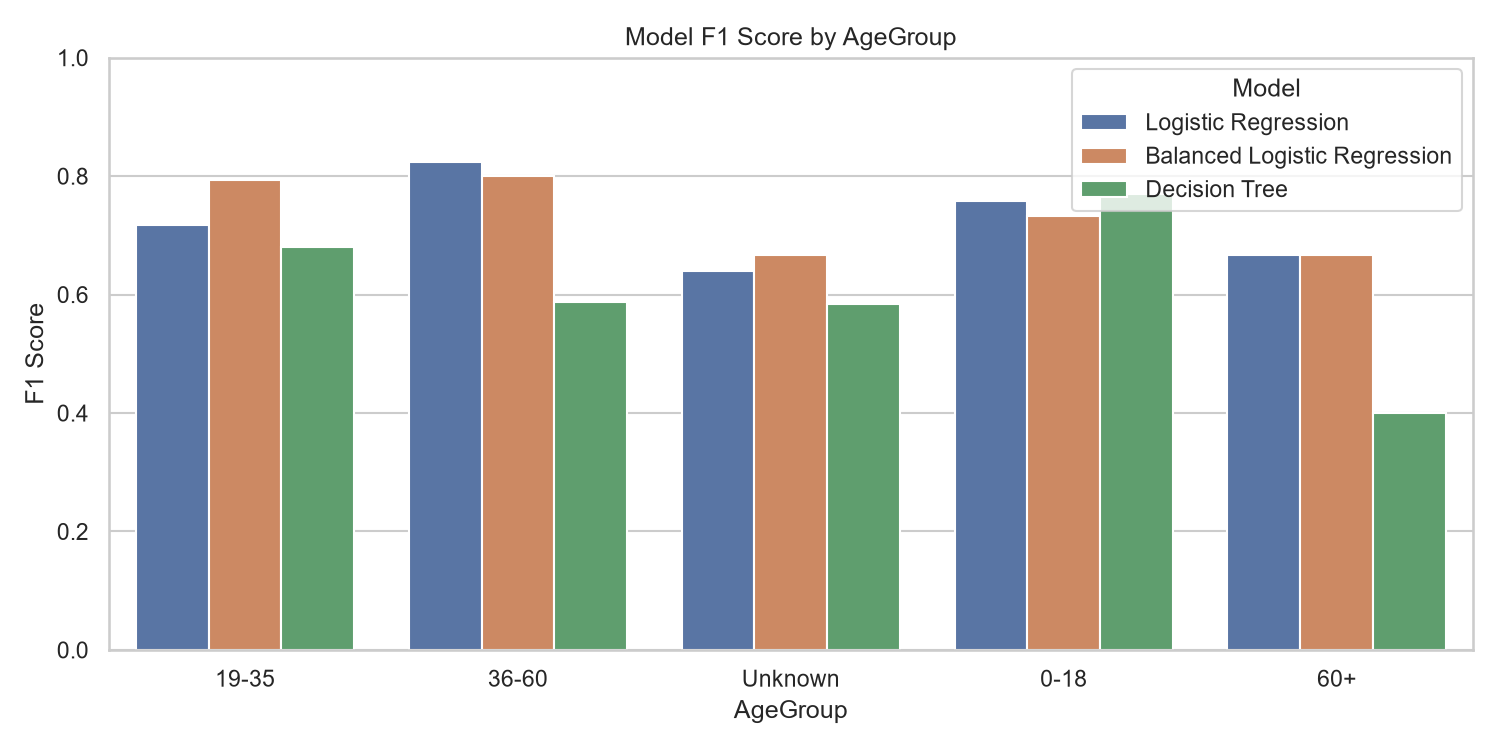 Model F1 Score by AgeGroup
1.0
0.8
0.6
0.4
0.2
0.0
F1 Score
Model
Logistic Regression
Balanced Logistic Regression
Decision Tree
19-35
36-60
Unknown
0-18
60+
AgeGroup